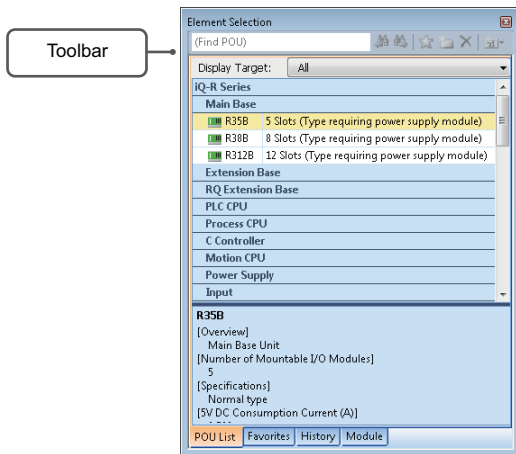 Element Selection
Toolbar
(Find POU)
Display Target: All
iQ-R Series
Main Base
R35B 5 Slots (Type requiring power supply module)
R38B 8 Slots (Type requiring power supply module)
R312B 12 Slots (Type requiring power supply module)
Extension Base
RQ Extension Base
PLC CPU
Process CPU
C Controller
Motion CPU
Power Supply
Input
R35B
[Overview]
Main Base Unit
[Number of Mountable I/O Modules]
5
[Specifications]
Normal type
[5V DC Consumption Current (A)]
POU List Favorites History Module